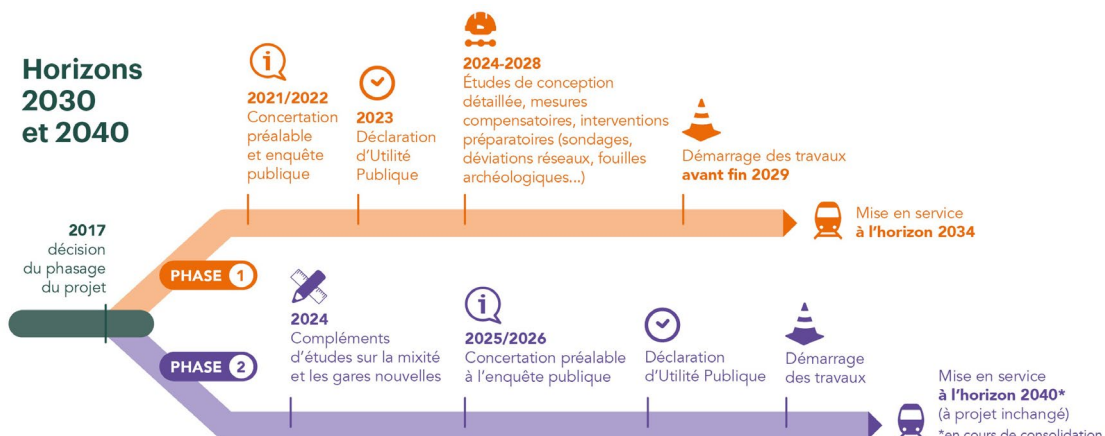 Horizons
2030
et 2040
2021/2022
Concertation
préalable
et enquête
publique
2023
Déclaration
d'Utilité
Publique
2024-2028
Études de conception
détaillée, mesures
compensatoires, interventions
préparatoires (sondages,
déviations réseaux, fouilles
archéologiques...)
Démarrage des travaux
avant fin 2029
Mise en service
à l'horizon 2034
2017
décision
du phasage
du projet
PHASE 1
PHASE 2
2024
Compléments
d'études sur la mixité
et les gares nouvelles
2025/2026
Concertation préalable
à l'enquête publique
Déclaration
d'Utilité Publique
Démarrage
des travaux
Mise en service
à l'horizon 2040*
(à projet inchangé)
*en cours de consolidation